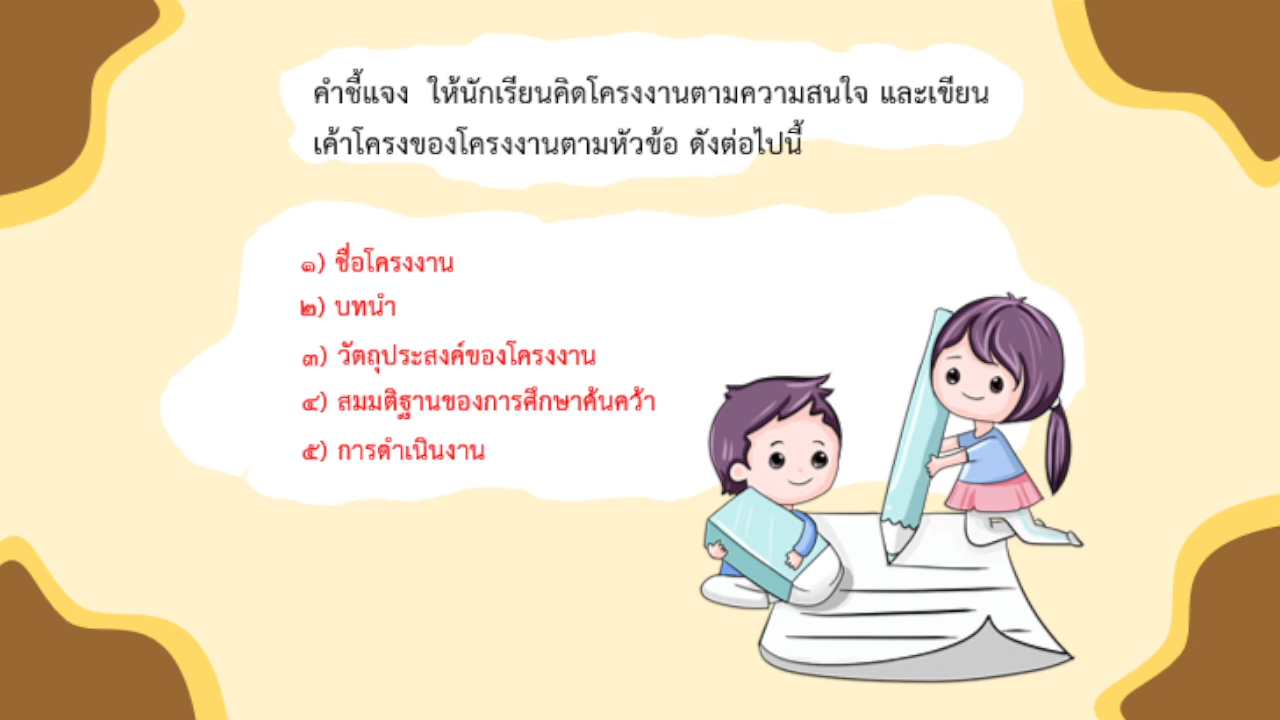 คำชี้แจง ให้นักเรียนคิดโครงงานตามความสนใจ และเขียน
เค้าโครงของโครงงานตามหัวข้อ ดังต่อไปนี้
๑) ชื่อโครงงาน
๒) บทนำ
๓) วัตถุประสงค์ของโครงงาน
๔) สมมติฐานของการศึกษาค้นคว้า
๕) การดำเนินงาน